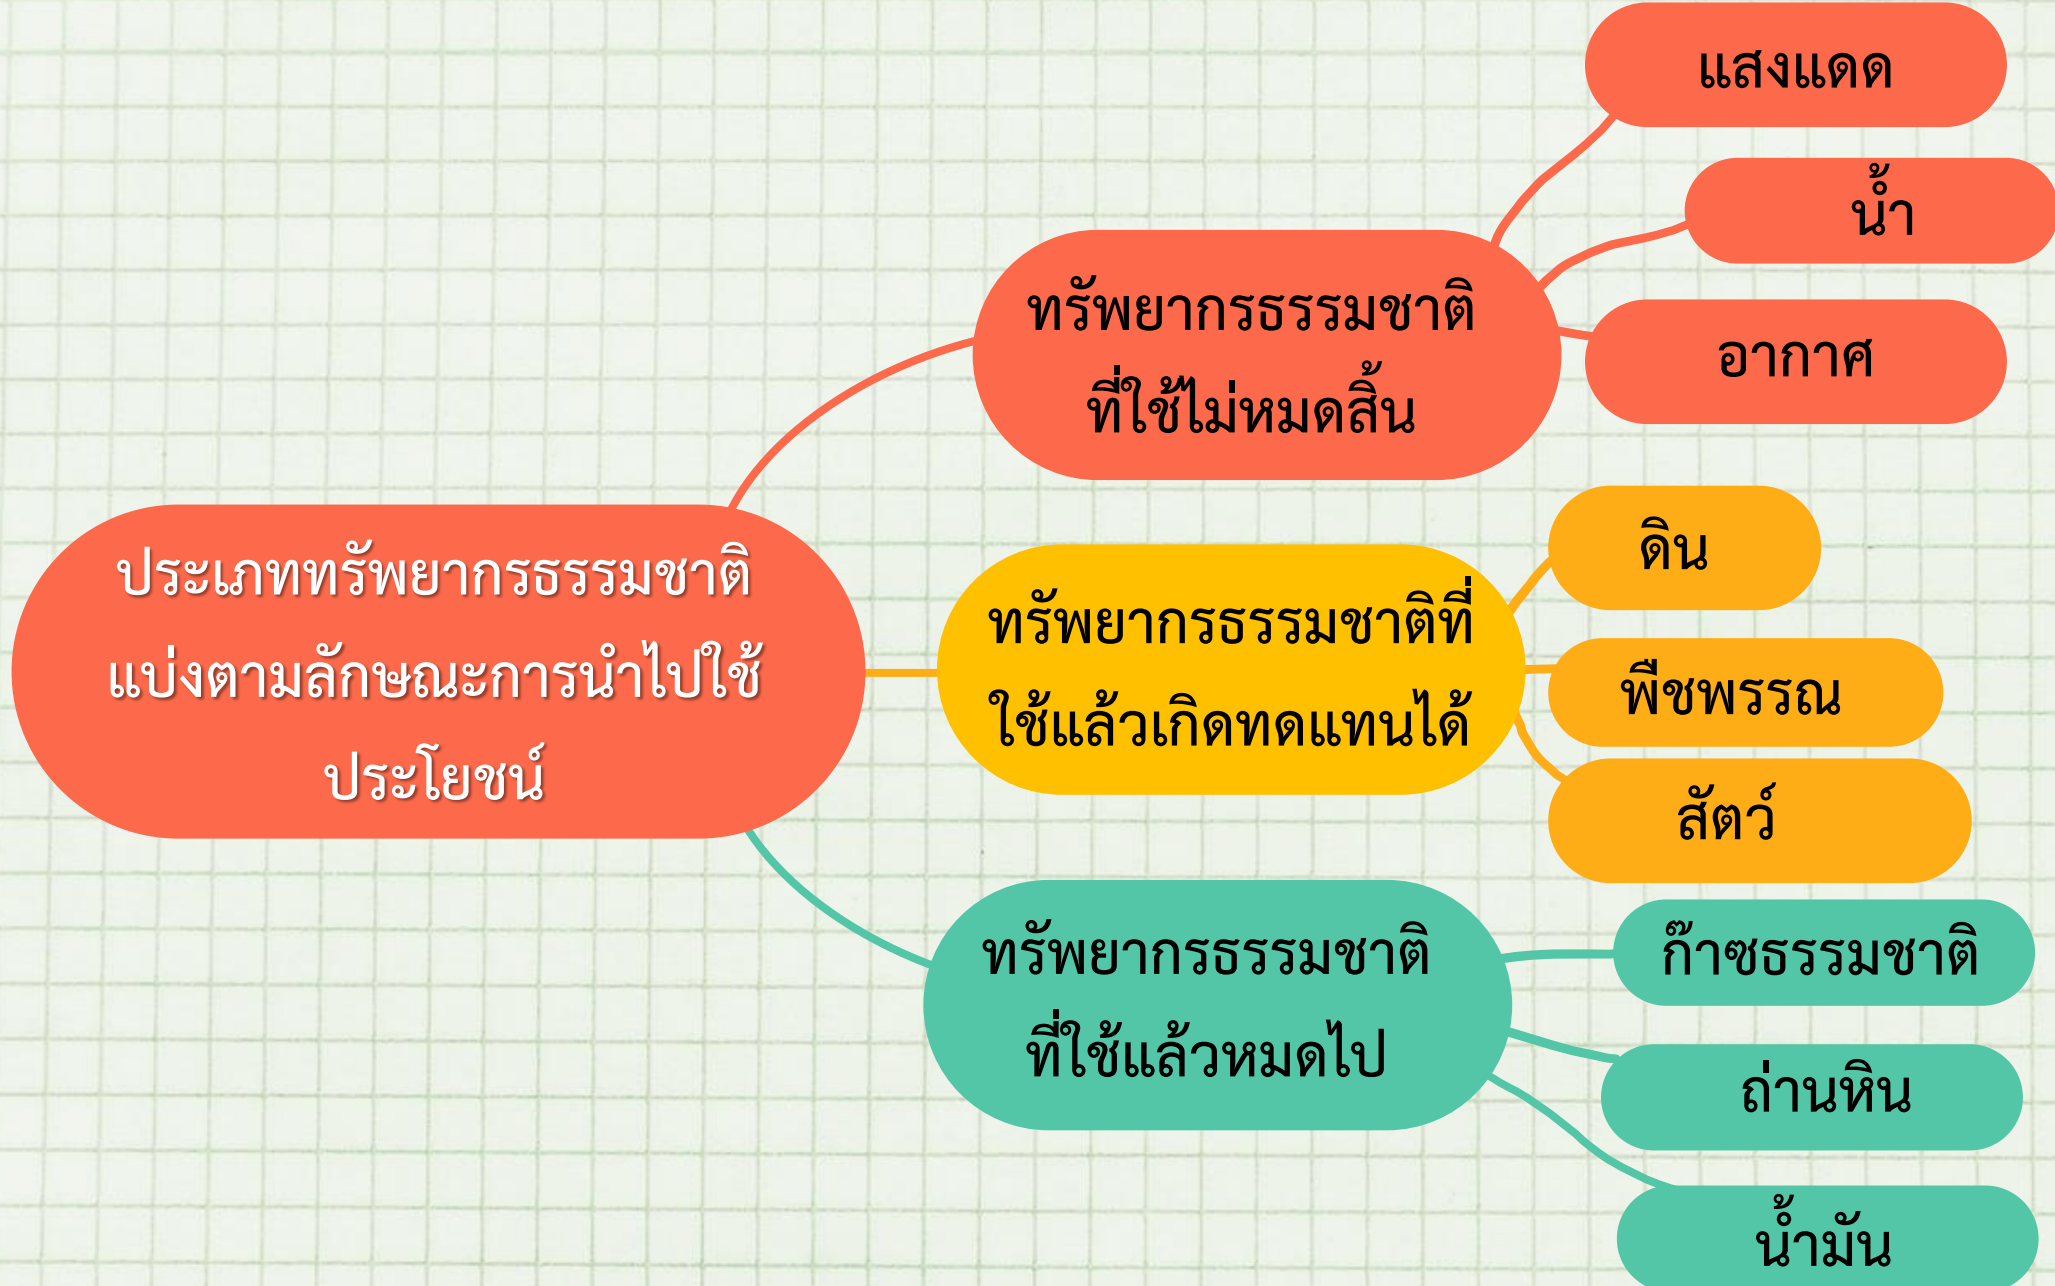 แสงแดด
น้ำ
ทรัพยากรธรรมชาติ
ที่ใช้ไม่หมดสิ้น
อากาศ
ประเภททรัพยากรธรรมชาติ
แบ่งตามลักษณะการนำไปใช้
ประโยชน์
ทรัพยากรธรรมชาติที่
ใช้แล้วเกิดทดแทนได้
ดิน
พืชพรรณ
สัตว์
ทรัพยากรธรรมชาติ
ที่ใช้แล้วหมดไป
ก๊าซธรรมชาติ
ถ่านหิน
น้ำมัน